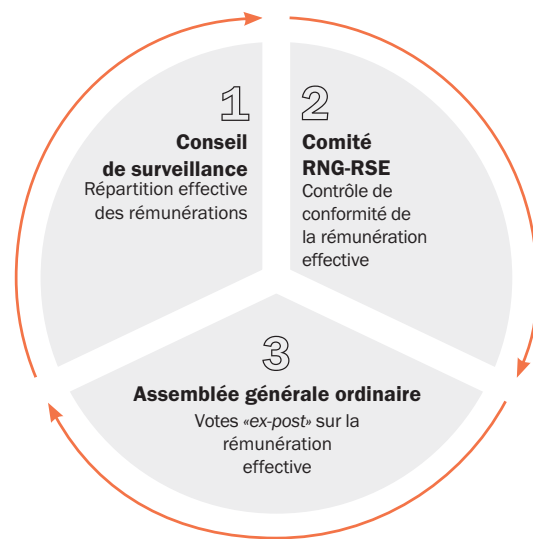 1
Conseil
de surveillance
Répartition effective
des rémunérations
2
Comité
RNG-RSE
Contrôle de
conformité de
la rémunération
effective
3
Assemblée générale ordinaire
Votes «ex-post» sur la
rémunération
effective